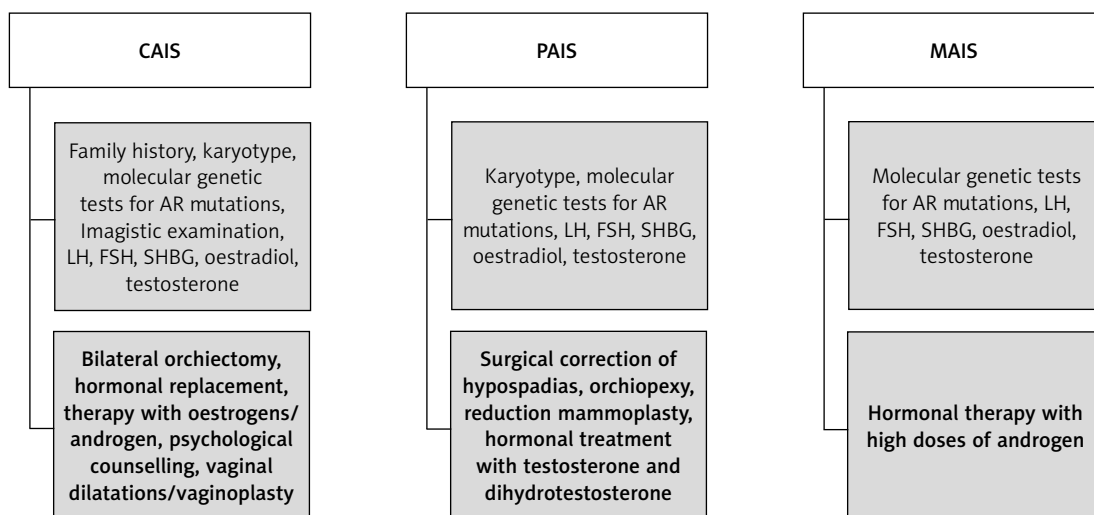 CAIS
Family history, karyotype,
molecular genetic
tests for AR mutations,
Imagistic examination,
LH, FSH, SHBG, oestradiol,
testosterone
Bilateral orchiectomy,
hormonal replacement,
therapy with oestrogens/
androgen, psychological
counselling, vaginal
dilatations/vaginoplasty
PAIS
Karyotype, molecular
genetic tests for AR
mutations, LH, FSH, SHBG,
oestradiol, testosterone
Surgical correction of
hypospadias, orchiopexy,
reduction mammoplasty,
hormonal treatment
with testosterone and
dihydrotestosterone
MAIS
Molecular genetic tests
for AR mutations, LH,
FSH, SHBG, oestradiol,
testosterone
Hormonal therapy with
high doses of androgen